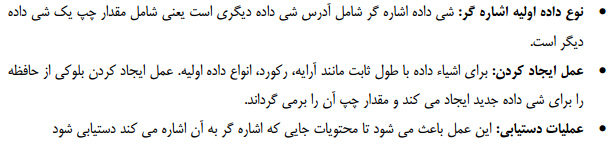 • نوع داده اولیه اشاره گر: شی داده اشاره گر شامل آدرس شی داده دیگری است یعنی شامل مقدار چپ یک شی داده
دیگر است.
• عمل ایجاد کردن: برای اشیاء داده با طول ثابت مانند آرایه، رکورد، انواع داده اولیه. عمل ایجاد کردن بلوکی از حافظه
را برای شی داده جدید ایجاد می کند و مقدار چپ آن را برمی گرداند.
• عملیات دستیابی: این عمل باعث می شود تا محتویات جایی که اشاره گر به آن اشاره می کند دستیابی شود